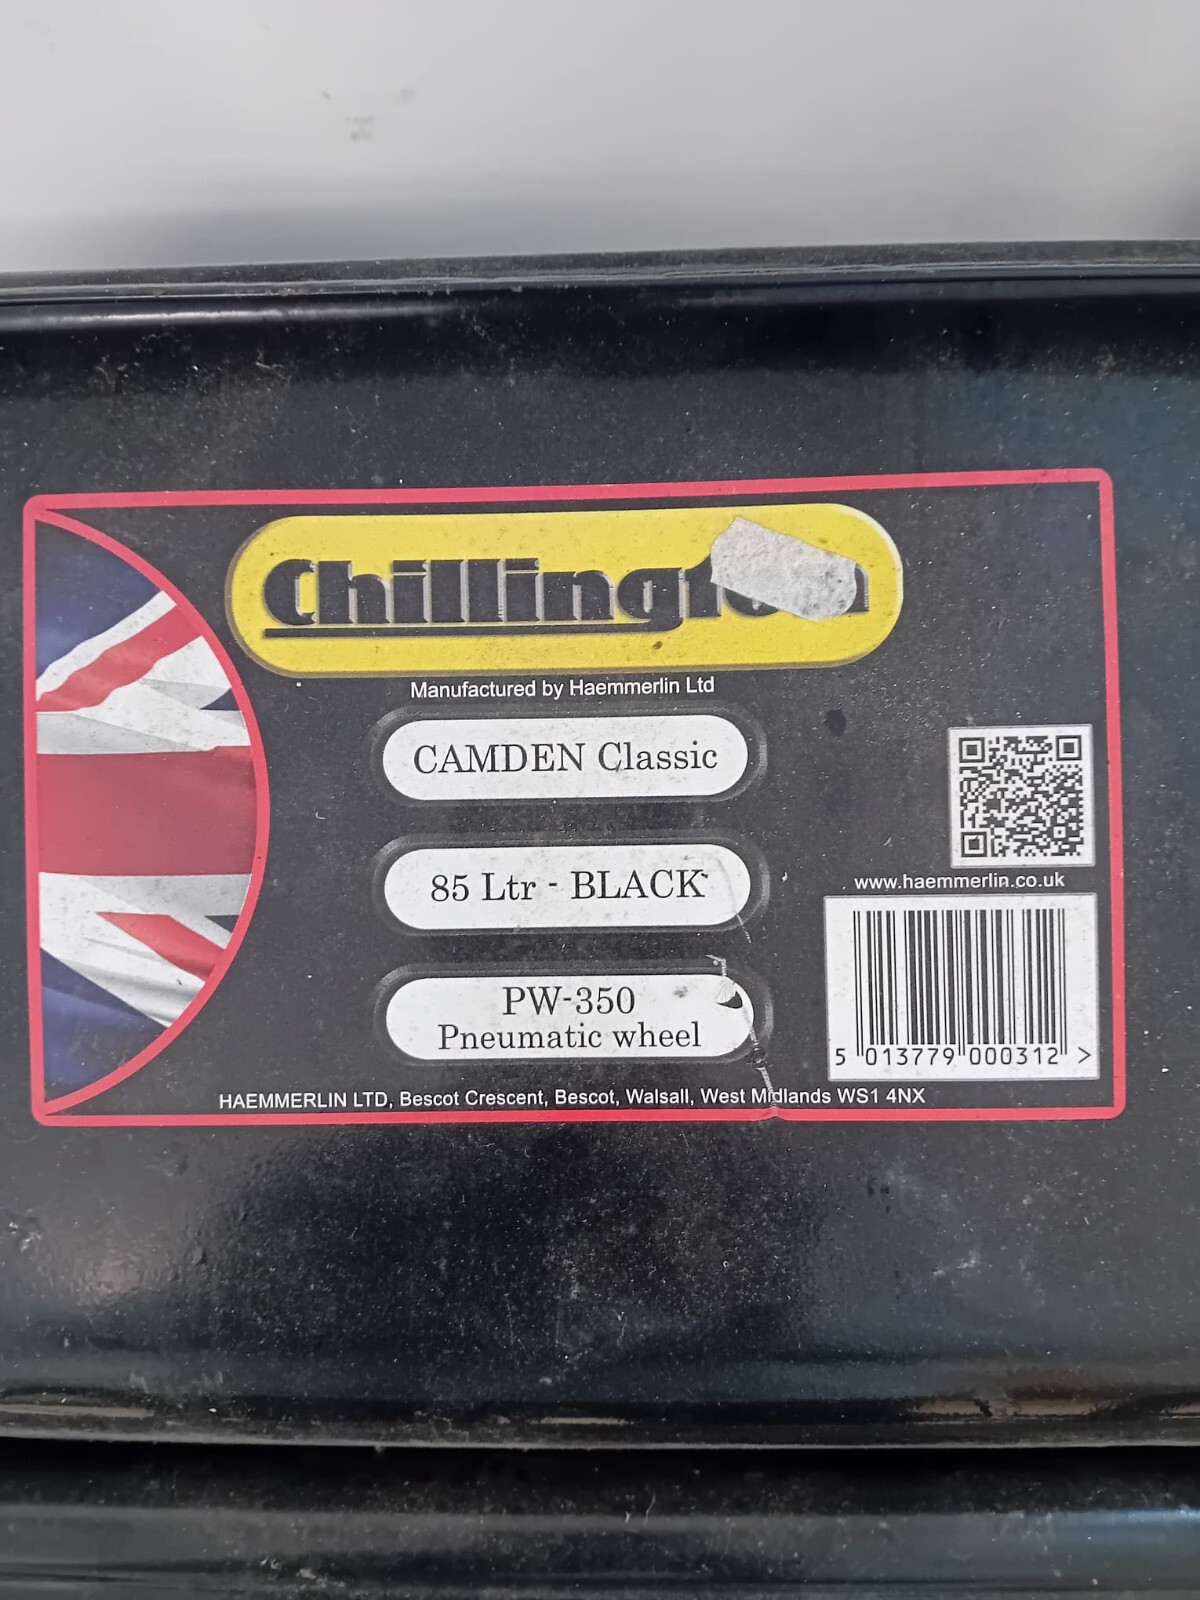 Chillington
Manufactured by Haemmerlin Ltd
CAMDEN Classic
85 Ltr - BLACK
PW-350
Pneumatic wheel
www.haemmerlin.co.uk
5 013779 000312 >
HAEMMERLIN LTD, Bescot Crescent, Bescot, Walsall, West Midlands WS1 4NX